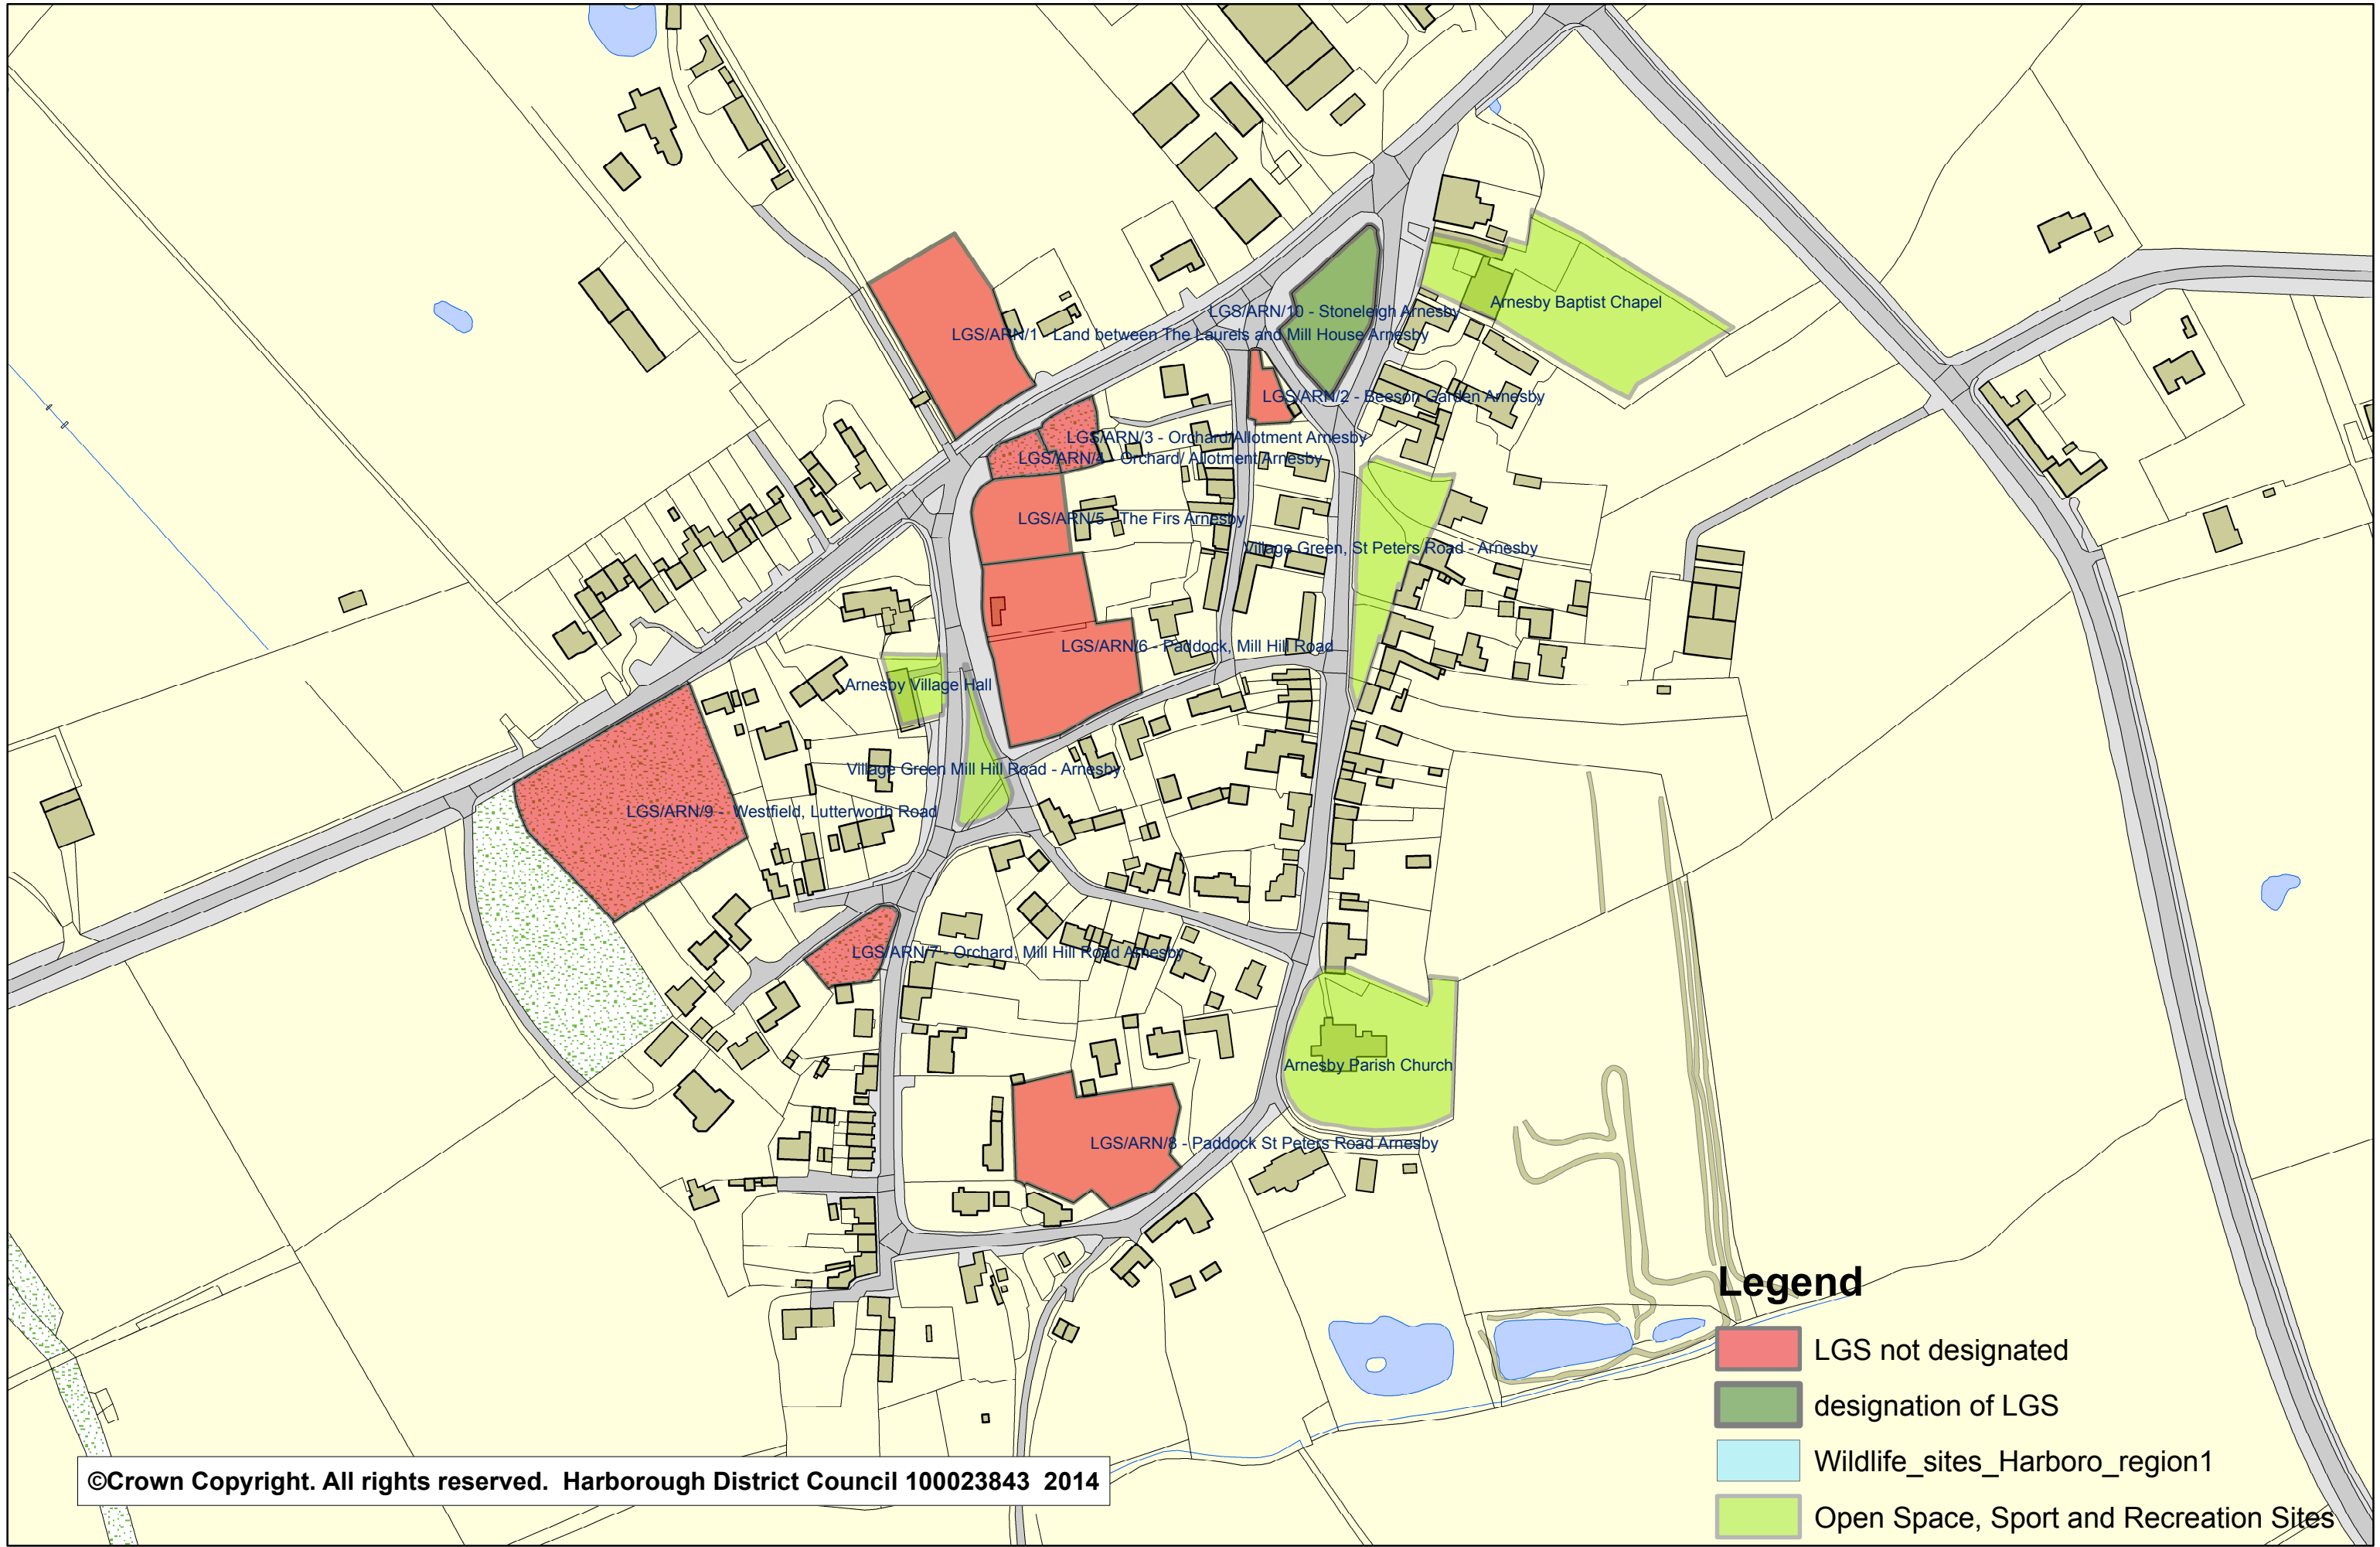 LGS/ARN/10 - Stoneleigh Arnesby
Arnesby Baptist Chapel
LGS/ARN/1 - Land between The Laurels and Mill House Arnesby
LGS/ARN/2 - Beeson Garden Arnesby
LGS/ARN/3 - Orchard/Allotment Arnesby
LGS/ARN/4 - Orchard/ Allotment Arnesby
LGS/ARN/5 - The Firs Arnesby
Village Green, St Peters Road - Arnesby
LGS/ARN/6 - Paddock, Mill Hill Road
Arnesby Village Hall
Village Green Mill Hill Road - Arnesby
LGS/ARN/9 - Westfield, Lutterworth Road
LGS/ARN/7 - Orchard, Mill Hill Road Arnesby
Arnesby Parish Church
LGS/ARN/8 - Paddock St Peters Road Arnesby
Legend
LGS not designated
designation of LGS
Wildlife_sites_Harboro_region1
Open Space, Sport and Recreation Sites
©Crown Copyright. All rights reserved. Harborough District Council 100023843 2014